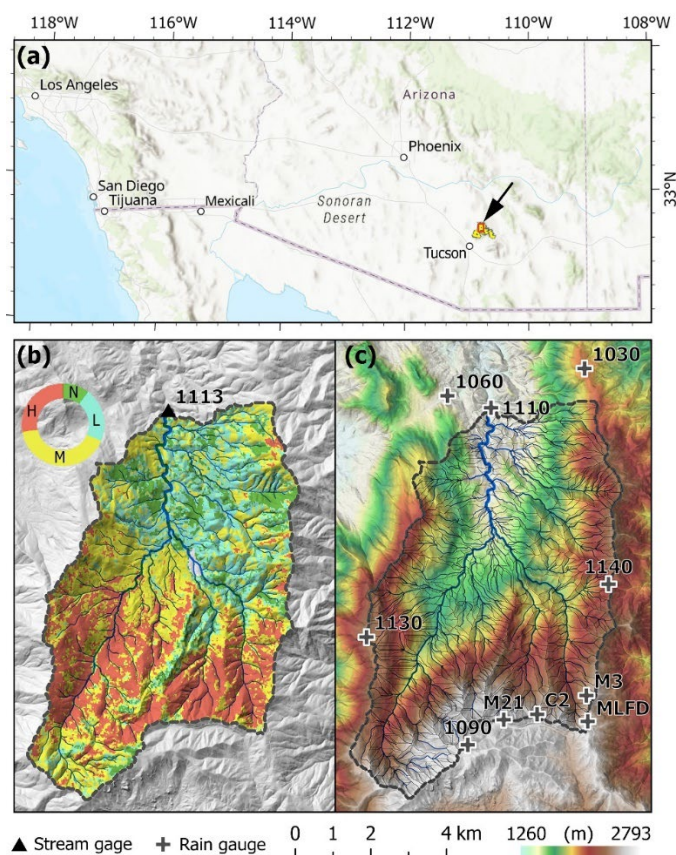 118°W 116°W 114°W 112°W 110°W 108°W
(a)
Los Angeles
Arizona
Phoenix
33°N
San Diego
Tijuana
Mexicali
Sonoran
Desert
Tucson
(b)
(c)
1030
1060
1113
1110
N
H
L
M
1140
1130
M3
M21
C2
MLFD
1090
Stream gage
Rain gauge
0 1 2 4 km
1260 (m) 2793